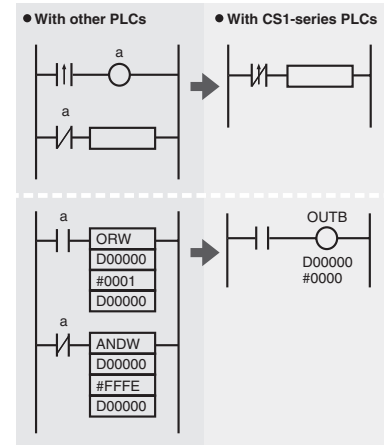 ● With other PLCs
● With CS1-series PLCs
a
a
a
ORW
D00000
#0001
D00000
a
ANDW
D00000
#FFFE
D00000
OUTB
D00000
#0000